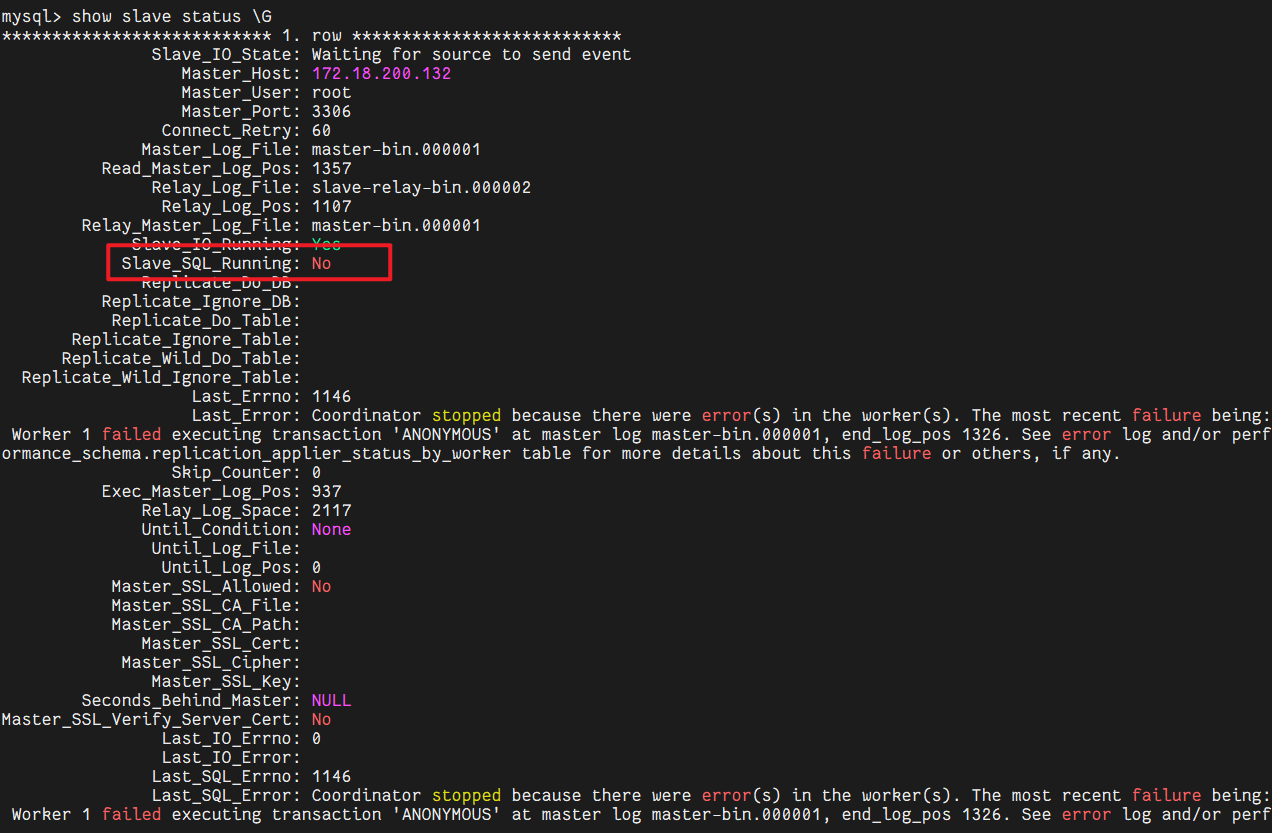 mysql> show slave status \G
*************************** 1. row ***************************
Slave_IO_State: Waiting for source to send event
Master_Host: 172.18.200.132
Master_User: root
Master_Port: 3306
Connect_Retry: 60
Master_Log_File: master-bin.000001
Read_Master_Log_Pos: 1357
Relay_Log_File: slave-relay-bin.000002
Relay_Log_Pos: 1107
Relay_Master_Log_File: master-bin.000001
Slave_IO_Running: Yes
Slave_SQL_Running: No
Replicate_Do_DB:
Replicate_Ignore_DB:
Replicate_Do_Table:
Replicate_Ignore_Table:
Replicate_Wild_Do_Table:
Replicate_Wild_Ignore_Table:
Last_Errno: 1146
Last_Error: Coordinator stopped because there were error(s) in the worker(s). The most recent failure being:
Worker 1 failed executing transaction 'ANONYMOUS' at master log master-bin.000001, end_log_pos 1326. See error log and/or perf
ormance_schema.replication_applier_status_by_worker table for more details about this failure or others, if any.
Skip_Counter: 0
Exec_Master_Log_Pos: 937
Relay_Log_Space: 2117
Until_Condition: None
Until_Log_File:
Until_Log_Pos: 0
Master_SSL_Allowed: No
Master_SSL_CA_File:
Master_SSL_CA_Path:
Master_SSL_Cert:
Master_SSL_Cipher:
Master_SSL_Key:
Seconds_Behind_Master: NULL
Master_SSL_Verify_Server_Cert: No
Last_IO_Errno: 0
Last_IO_Error:
Last_SQL_Errno: 1146
Last_SQL_Error: Coordinator stopped because there were error(s) in the worker(s). The most recent failure being:
Worker 1 failed executing transaction 'ANONYMOUS' at master log master-bin.000001, end_log_pos 1326. See error log and/or perf